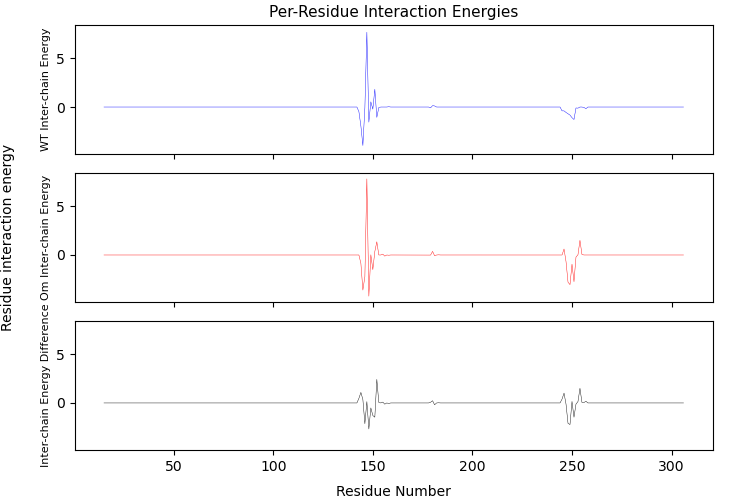 Per-Residue Interaction Energies
Residue interaction energy
WT Inter-chain Energy
5
0
Om Inter-chain Energy
5
0
Inter-chain Energy Difference
5
0
50
100
150
200
250
300
Residue Number